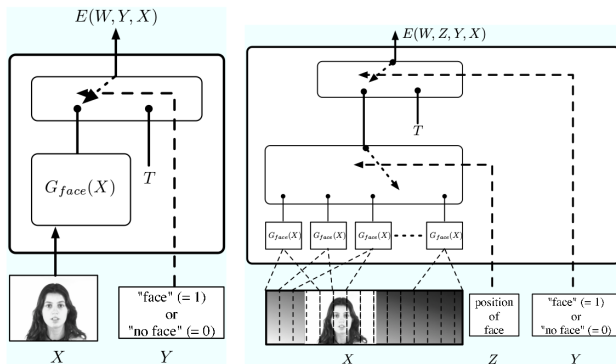 E(W, Y, X)
G_face(X)
T
"face" (= 1)
or
"no face" (= 0)
X
Y
E(W, Z, Y, X)
T
G_face(X)
G_face(X)
G_face(X)
G_face(X)
position
of
face
"face" (= 1)
or
"no face" (= 0)
X
Z
Y